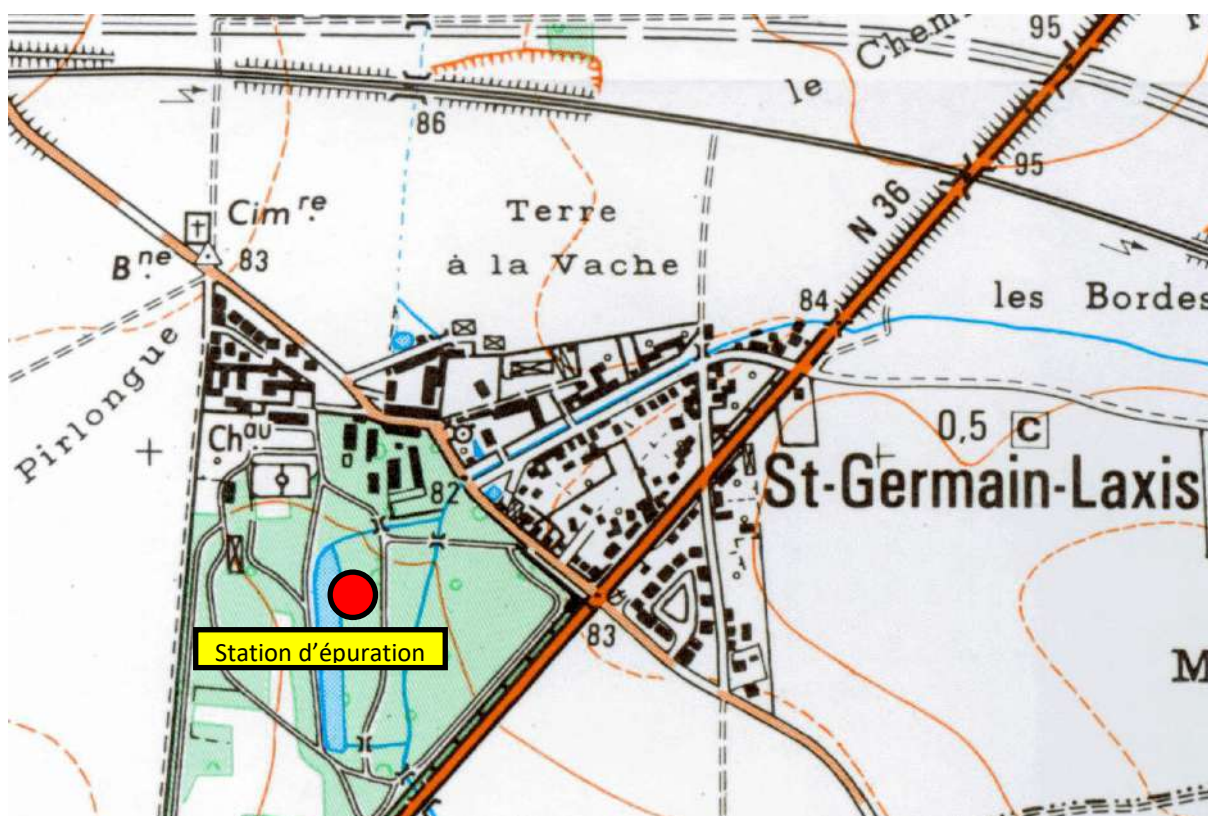 95
le Chem
86
95
N 36
Cim re
Terre
à la Vache
B ne
83
84
les Bordes
Pirlongue
Ch au
0,5 C
82
St-Germain-Laxis
83
Station d'épuration
M